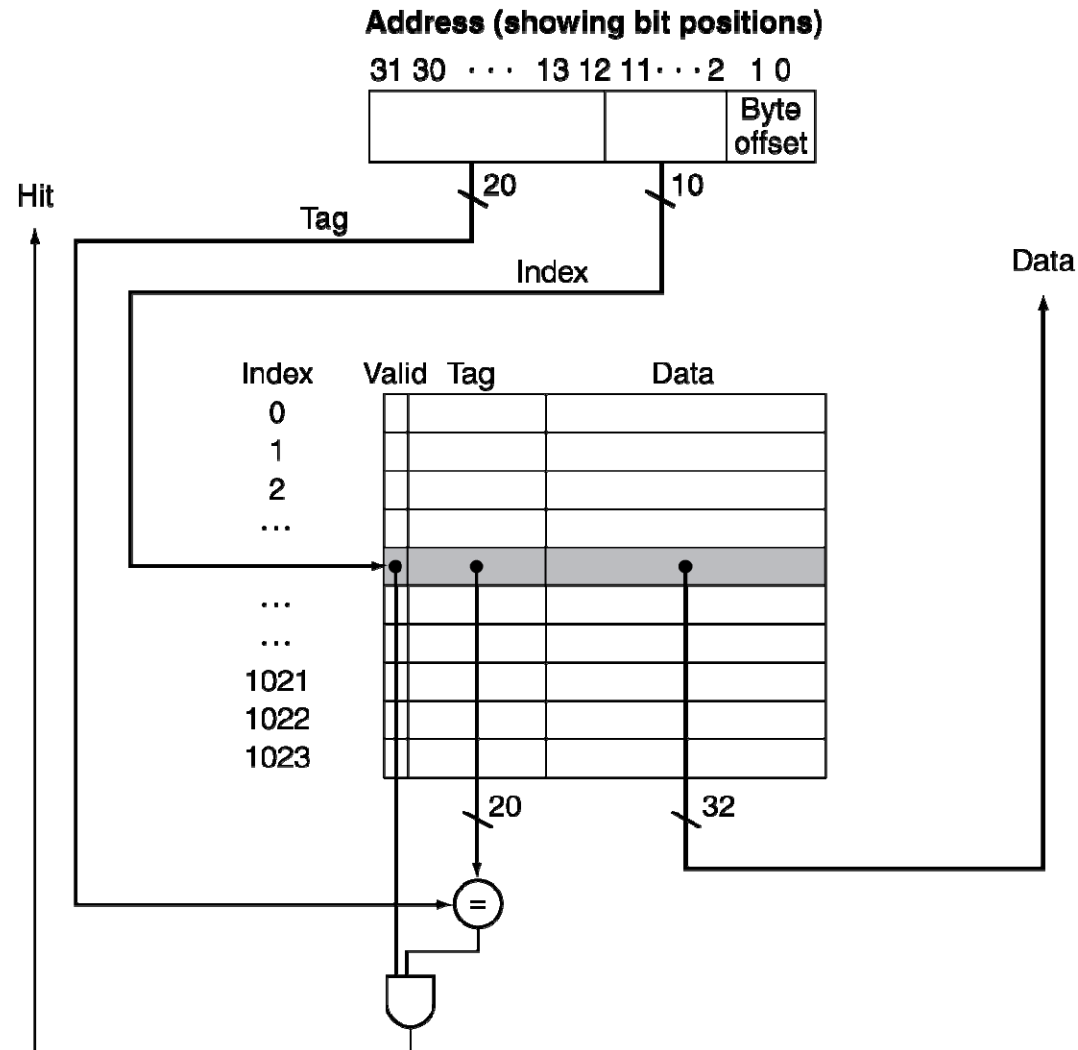 Address (showing bit positions)
31 30 · · · 13 12 11 · · · 2 1 0
Byte
offset
20
10
Hit
Tag
Data
Index
Index Valid Tag Data
0
1
2
...
...
...
1021
1022
1023
20
32
=